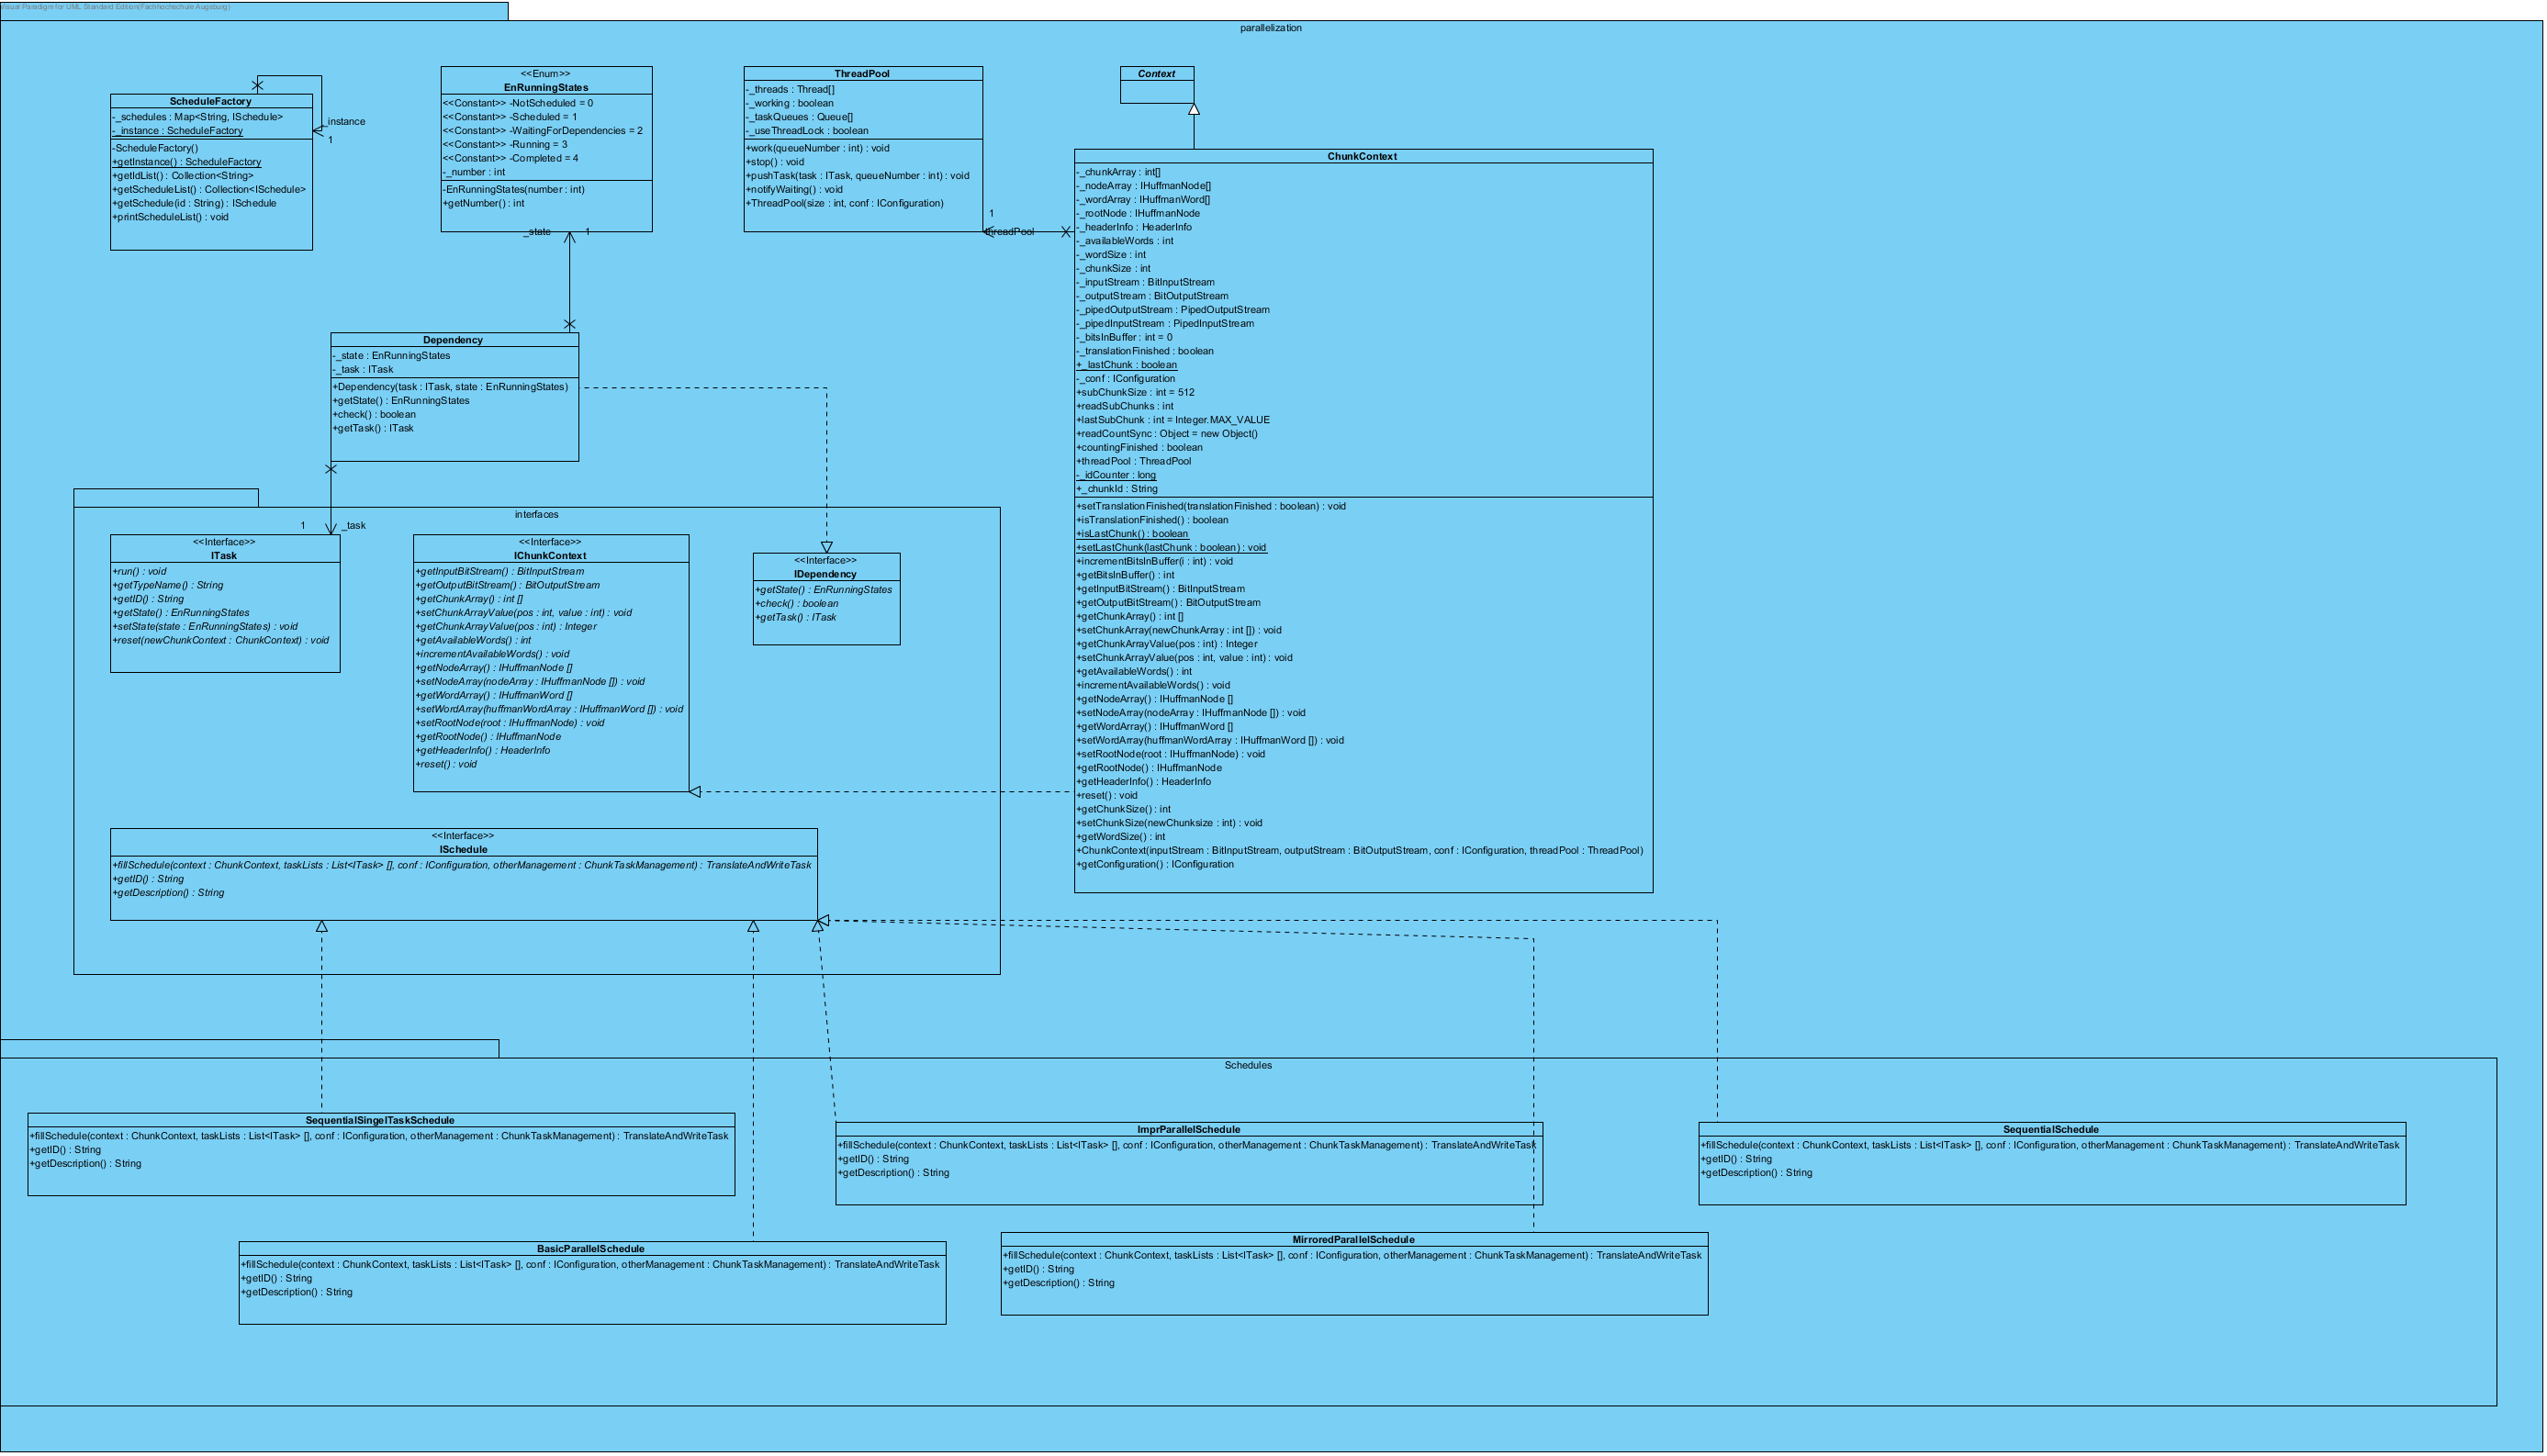 Visual Paradigm for UML Standard Edition(Fachhochschule Augsburg)
parallelization
ScheduleFactory
-_schedules : Map<String, ISchedule>
-_instance : ScheduleFactory
-ScheduleFactory()
+getInstance() : ScheduleFactory
+getIdList() : Collection<String>
+getScheduleList() : Collection<ISchedule>
+getSchedule(id : String) : ISchedule
+printScheduleList() : void
_instance
1
<<Enum>>
EnRunningStates
<<Constant>> -NotScheduled = 0
<<Constant>> -Scheduled = 1
<<Constant>> -WaitingForDependencies = 2
<<Constant>> -Running = 3
<<Constant>> -Completed = 4
-_number : int
-EnRunningStates(number : int)
+getNumber() : int
_state
1
ThreadPool
-_threads : Thread[]
-_working : boolean
-_taskQueues : Queue[]
-_useThreadLock : boolean
+work(queueNumber : int) : void
+stop() : void
+pushTask(task : ITask, queueNumber : int) : void
+notifyWaiting() : void
+ThreadPool(size : int, conf : IConfiguration)
1
threadPool
Context
ChunkContext
-_chunkArray : int[]
-_nodeArray : IHuffmanNode[]
-_wordArray : IHuffmanWord[]
-_rootNode : IHuffmanNode
-_headerInfo : HeaderInfo
-_availableWords : int
-_wordSize : int
-_chunkSize : int
-_inputStream : BitInputStream
-_outputStream : BitOutputStream
-_pipedOutputStream : PipedOutputStream
-_pipedInputStream : PipedInputStream
-_bitsInBuffer : int = 0
-_translationFinished : boolean
+_lastChunk : boolean
-_conf : IConfiguration
+subChunkSize : int = 512
+readSubChunks : int
+lastSubChunk : int = Integer.MAX_VALUE
+readCountSync : Object = new Object()
+countingFinished : boolean
+threadPool : ThreadPool
-_idCounter : long
+_chunkId : String
+setTranslationFinished(translationFinished : boolean) : void
+isTranslationFinished() : boolean
+isLastChunk() : boolean
+setLastChunk(lastChunk : boolean) : void
+incrementBitsInBuffer(i : int) : void
+getBitsInBuffer() : int
+getInputBitStream() : BitInputStream
+getOutputBitStream() : BitOutputStream
+getChunkArray() : int []
+setChunkArray(newChunkArray : int []) : void
+getChunkArrayValue(pos : int) : Integer
+setChunkArrayValue(pos : int, value : int) : void
+getAvailableWords() : int
+incrementAvailableWords() : void
+getNodeArray() : IHuffmanNode []
+setNodeArray(nodeArray : IHuffmanNode []) : void
+getWordArray() : IHuffmanWord []
+setWordArray(huffmanWordArray : IHuffmanWord []) : void
+setRootNode(root : IHuffmanNode) : void
+getRootNode() : IHuffmanNode
+getHeaderInfo() : HeaderInfo
+reset() : void
+getChunkSize() : int
+setChunkSize(newChunksize : int) : void
+getWordSize() : int
+ChunkContext(inputStream : BitInputStream, outputStream : BitOutputStream, conf : IConfiguration, threadPool : ThreadPool)
+getConfiguration() : IConfiguration
Dependency
-_state : EnRunningStates
-_task : ITask
+Dependency(task : ITask, state : EnRunningStates)
+getState() : EnRunningStates
+check() : boolean
+getTask() : ITask
interfaces
1
_task
<<Interface>>
ITask
+run() : void
+getTypeName() : String
+getID() : String
+getState() : EnRunningStates
+setState(state : EnRunningStates) : void
+reset(newChunkContext : ChunkContext) : void
<<Interface>>
IChunkContext
+getInputBitStream() : BitInputStream
+getOutputBitStream() : BitOutputStream
+getChunkArray() : int []
+setChunkArrayValue(pos : int, value : int) : void
+getChunkArrayValue(pos : int) : Integer
+getAvailableWords() : int
+incrementAvailableWords() : void
+getNodeArray() : IHuffmanNode []
+setNodeArray(nodeArray : IHuffmanNode []) : void
+getWordArray() : IHuffmanWord []
+setWordArray(huffmanWordArray : IHuffmanWord []) : void
+setRootNode(root : IHuffmanNode) : void
+getRootNode() : IHuffmanNode
+getHeaderInfo() : HeaderInfo
+reset() : void
<<Interface>>
IDependency
+getState() : EnRunningStates
+check() : boolean
+getTask() : ITask
<<Interface>>
ISchedule
+fillSchedule(context : ChunkContext, taskLists : List<ITask> [], conf : IConfiguration, otherManagement : ChunkTaskManagement) : TranslateAndWriteTask
+getID() : String
+getDescription() : String
Schedules
SequentialSingelTaskSchedule
+fillSchedule(context : ChunkContext, taskLists : List<ITask> [], conf : IConfiguration, otherManagement : ChunkTaskManagement) : TranslateAndWriteTask
+getID() : String
+getDescription() : String
ImprParallelSchedule
+fillSchedule(context : ChunkContext, taskLists : List<ITask> [], conf : IConfiguration, otherManagement : ChunkTaskManagement) : TranslateAndWriteTask
+getID() : String
+getDescription() : String
SequentialSchedule
+fillSchedule(context : ChunkContext, taskLists : List<ITask> [], conf : IConfiguration, otherManagement : ChunkTaskManagement) : TranslateAndWriteTask
+getID() : String
+getDescription() : String
BasicParallelSchedule
+fillSchedule(context : ChunkContext, taskLists : List<ITask> [], conf : IConfiguration, otherManagement : ChunkTaskManagement) : TranslateAndWriteTask
+getID() : String
+getDescription() : String
MirroredParallelSchedule
+fillSchedule(context : ChunkContext, taskLists : List<ITask> [], conf : IConfiguration, otherManagement : ChunkTaskManagement) : TranslateAndWriteTask
+getID() : String
+getDescription() : String